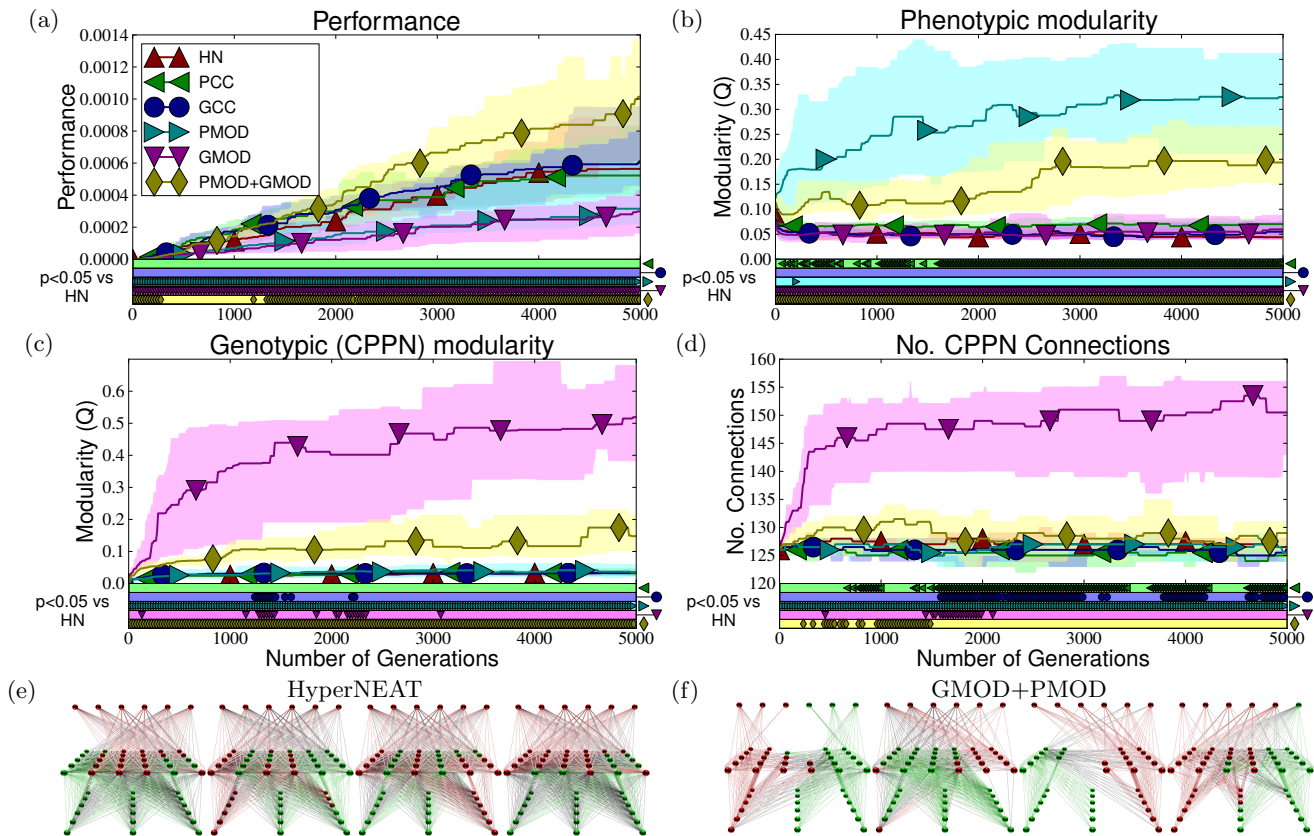 (a) Performance
0.0014
0.0012
0.0010
0.0008
0.0006
0.0004
0.0002
0.0000
Performance
HN
PCC
GCC
PMOD
GMOD
PMOD+GMOD
p<0.05 vs
HN
0 1000 2000 3000 4000 5000
(b) Phenotypic modularity
0.45
0.40
0.35
0.30
0.25
0.20
0.15
0.10
0.05
0.00
Modularity (Q)
p<0.05 vs
HN
0 1000 2000 3000 4000 5000
(c) Genotypic (CPPN) modularity
0.6
0.5
0.4
0.3
0.2
0.1
0.0
Modularity (Q)
p<0.05 vs
HN
0 1000 2000 3000 4000 5000
Number of Generations
(d) No. CPPN Connections
160
155
150
145
140
135
130
125
120
No. Connections
p<0.05 vs
HN
0 1000 2000 3000 4000 5000
Number of Generations
(e) HyperNEAT
(f) GMOD+PMOD